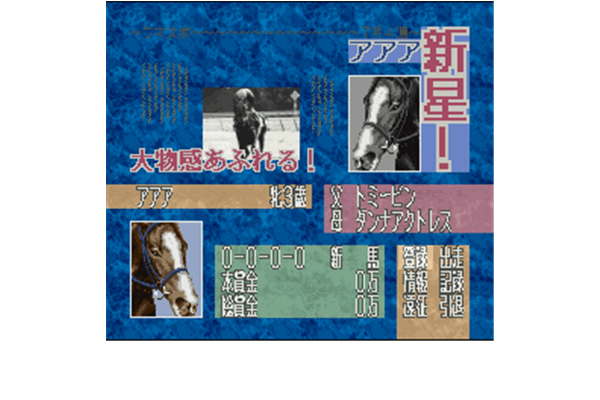 アアア
新星！
大物感あふれる！
アアア 牝3歳
父 トミービン
母 ダンナアクトレス
0-0-0-0 新 馬
本賞金 0万
総賞金 0万
登録 出走
情報 記録
遠征 引退